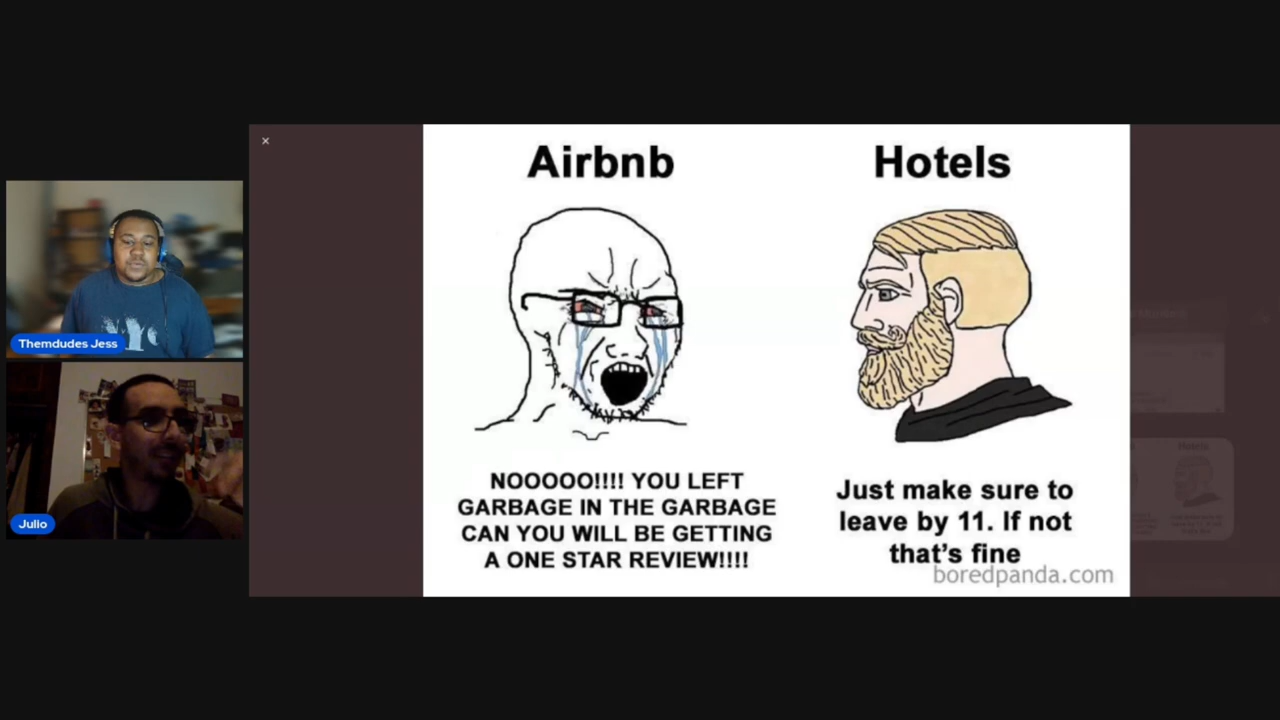 Airbnb
Hotels
NOOOOO!!!! YOU LEFT
GARBAGE IN THE GARBAGE
CAN YOU WILL BE GETTING
A ONE STAR REVIEW!!!!
Just make sure to
leave by 11. If not
that's fine
boredpanda.com
Themdudes Jess
Julio
Hotels